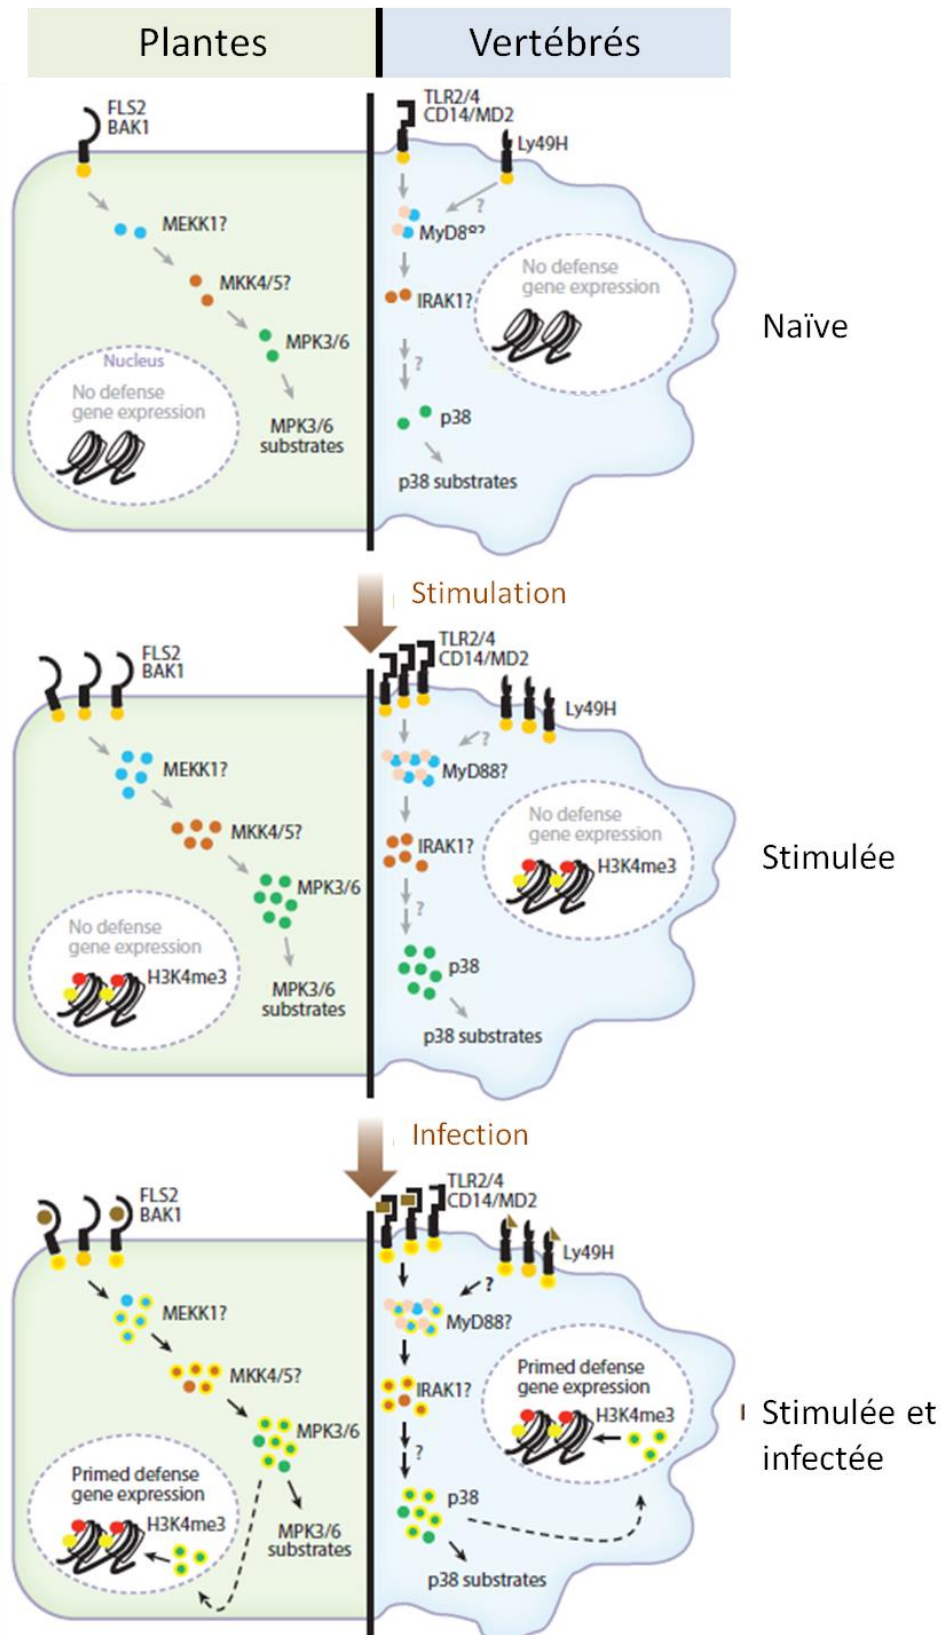 Plantes
Vertébrés
FLS2
BAK1
TLR2/4
CD14/MD2
Ly49H
?
MEKK1?
MKK4/5?
MPK3/6
MPK3/6
substrates
Nucleus
No defense
gene expression
IRAK1?
?
p38
p38 substrates
No defense
gene expression
Naïve
Stimulation
FLS2
BAK1
TLR2/4
CD14/MD2
Ly49H
?
MEKK1?
MyD88?
MKK4/5?
IRAK1?
?
MPK3/6
MPK3/6
substrates
No defense
gene expression
H3K4me3
p38
p38 substrates
No defense
gene expression
H3K4me3
Stimulée
Infection
FLS2
BAK1
TLR2/4
CD14/MD2
Ly49H
?
MEKK1?
MyD88?
MKK4/5?
IRAK1?
?
MPK3/6
MPK3/6
substrates
Primed defense
gene expression
H3K4me3
p38
p38 substrates
Primed defense
gene expression
H3K4me3
Stimulée et
infectée